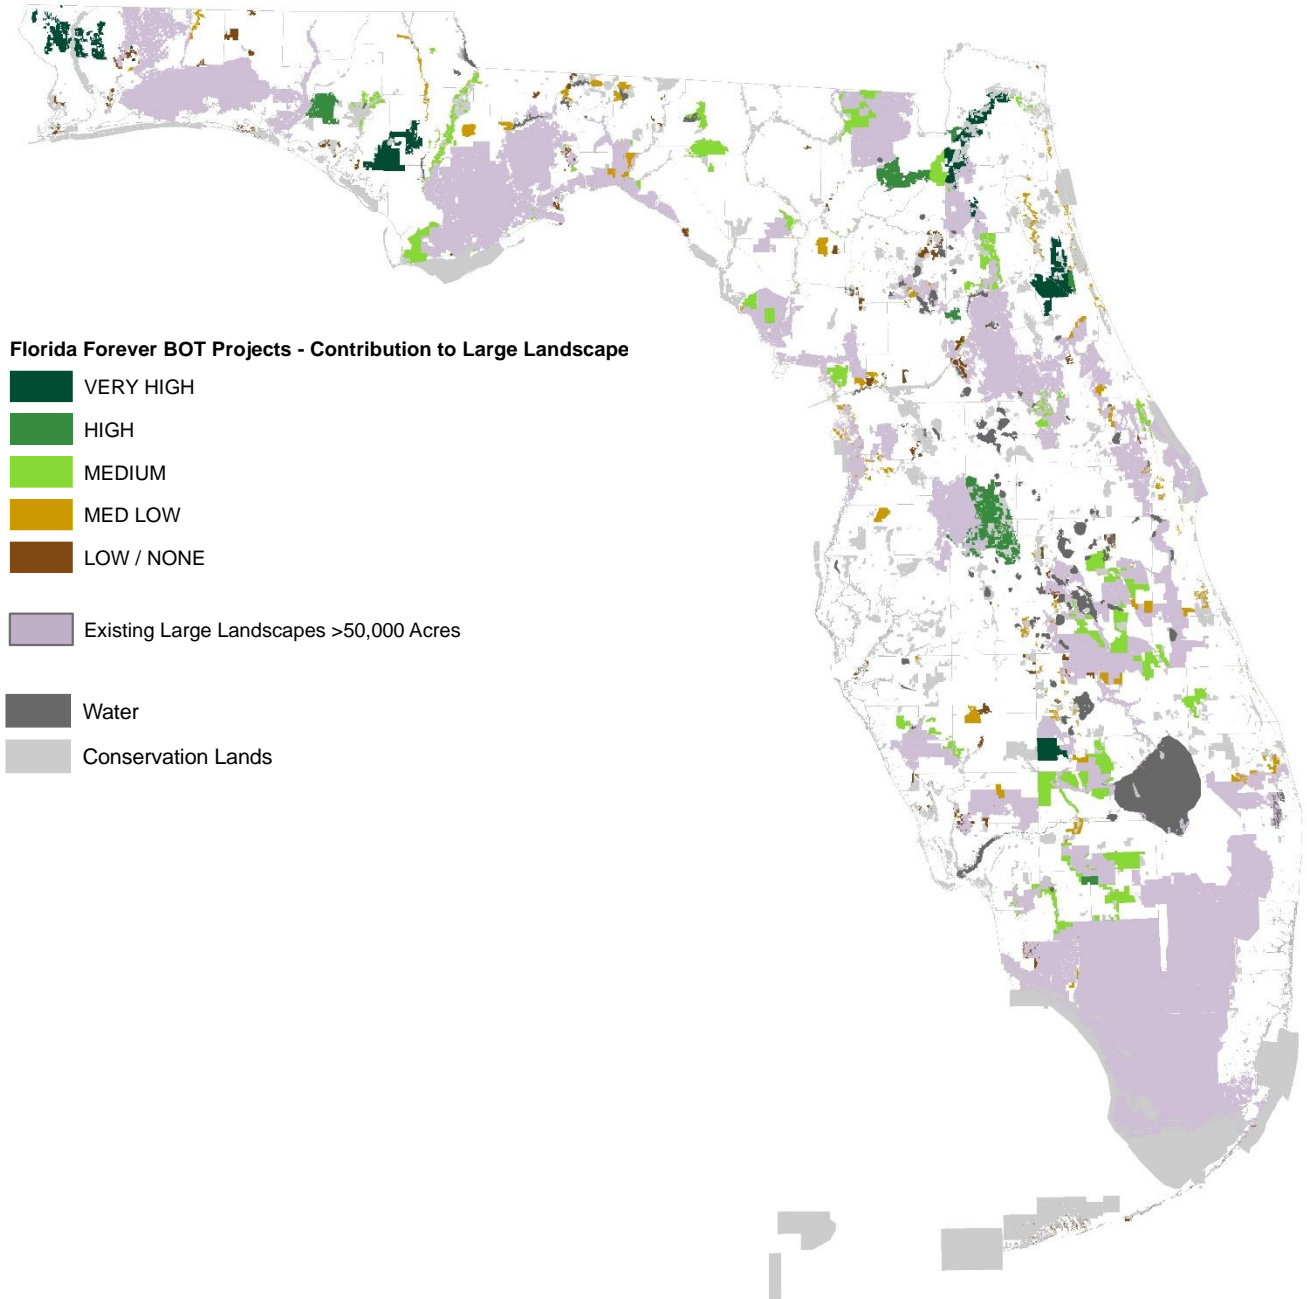 Florida Forever BOT Projects - Contribution to Large Landscape
VERY HIGH
HIGH
MEDIUM
MED LOW
LOW / NONE
Existing Large Landscapes >50,000 Acres
Water
Conservation Lands